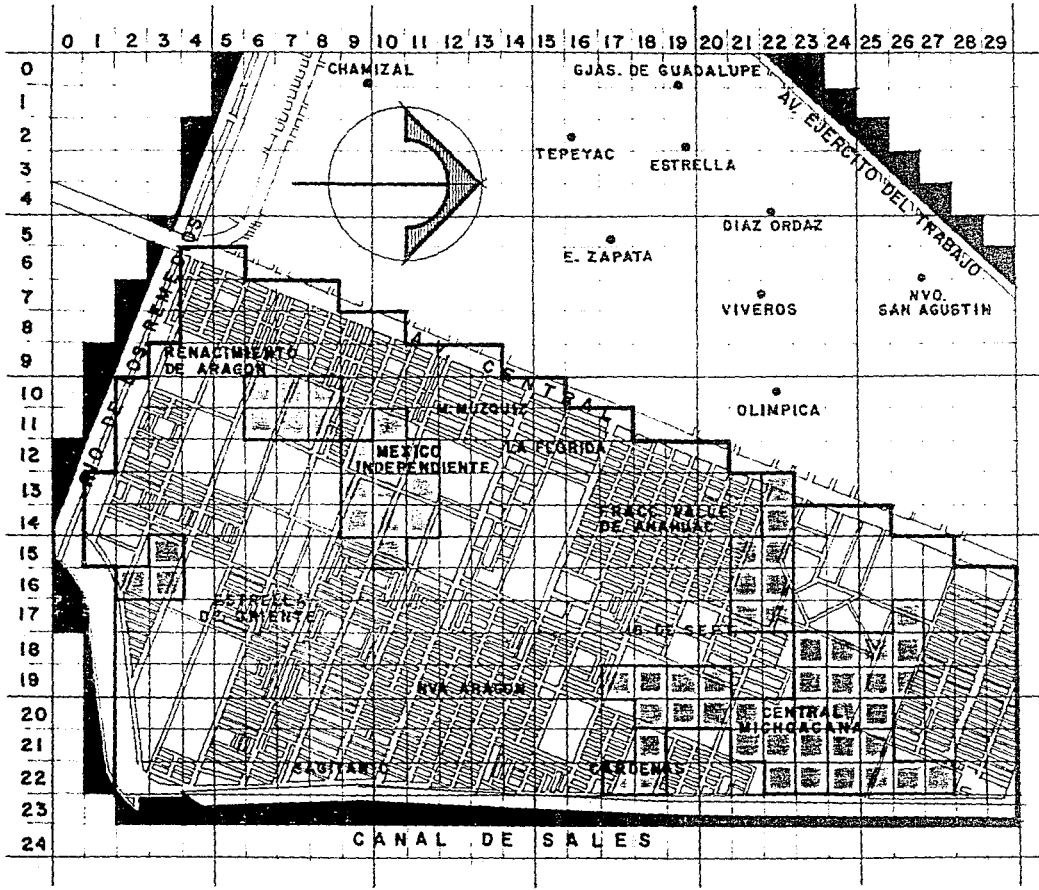 0 1 2 3 4 5 6 7 8 9 10 11 12 13 14 15 16 17 18 19 20 21 22 23 24 25 26 27 28 29
0
1
2
3
4
5
6
7
8
9
10
11
12
13
14
15
16
17
18
19
20
21
22
23
24
CHAMIZAL
GJAS. DE GUADALUPE
AV. EJERCITO DEL TRABAJO
TEPEYAC
ESTRELLA
DIAZ ORDAZ
E. ZAPATA
VIVEROS
NVO.
SAN AGUSTIN
RIO DE LOS REMEDIOS
RENACIMIENTO
DE ARAGON
AV. CENTRAL
OLIMPICA
M. MUZQUIZ
LA FLORIDA
MEXICO
INDEPENDIENTE
FRACC. VALLE
DE ANAHUAC
ESTRELLA
DE ORIENTE
16 DE SEPT.
NVA ARAGON
CENTRAL
MICHOACANA
SAGITARIO
CARDENAS
CANAL DE SALES